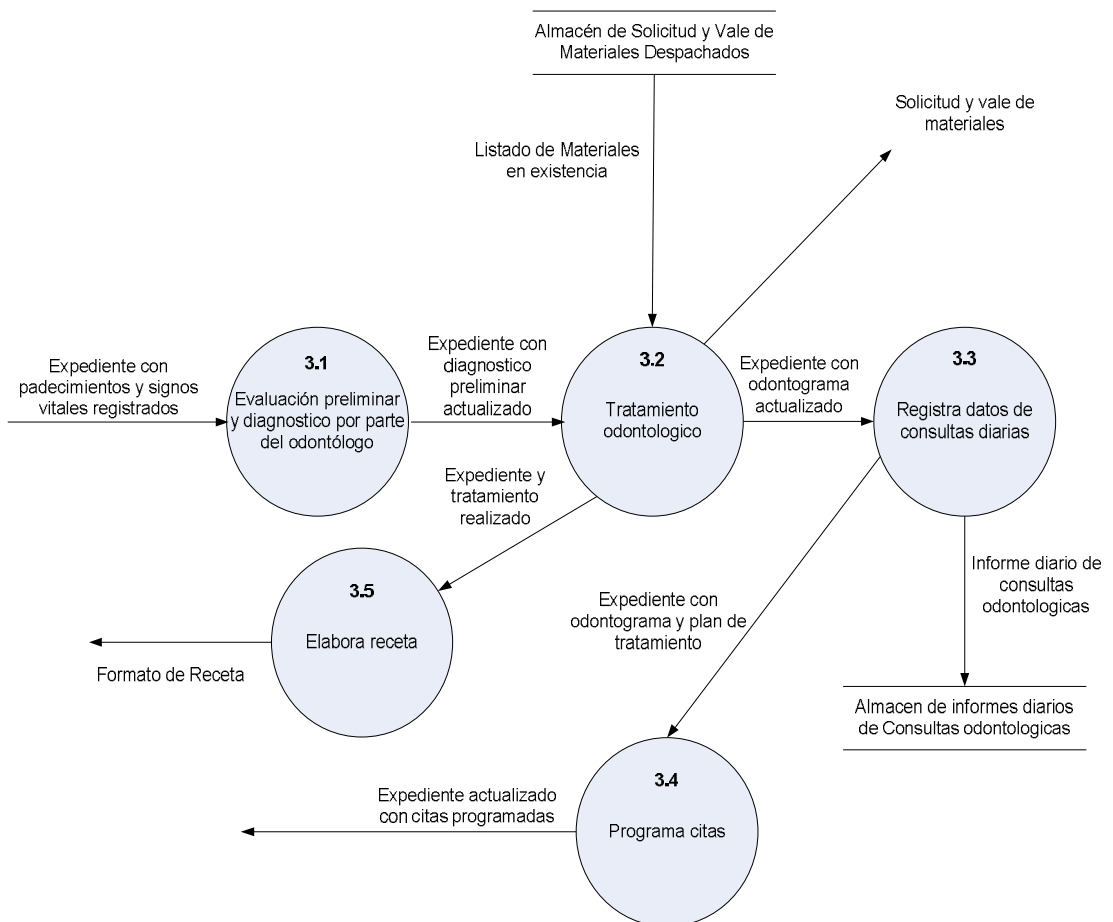 Almacén de Solicitud y Vale de
Materiales Despachados
Solicitud y vale de
materiales
Listado de Materiales
en existencia
Expediente con
padecimientos y signos
vitales registrados
3.1
Evaluación preliminar
y diagnostico por parte
del odontólogo
Expediente con
diagnostico
preliminar
actualizado
3.2
Tratamiento
odontologico
Expediente con
odontograma
actualizado
3.3
Registra datos de
consultas diarias
Expediente y
tratamiento
realizado
3.5
Elabora receta
Formato de Receta
Expediente con
odontograma y plan de
tratamiento
Informe diario de
consultas
odontologicas
Almacen de informes diarios
de Consultas odontologicas
3.4
Programa citas
Expediente actualizado
con citas programadas